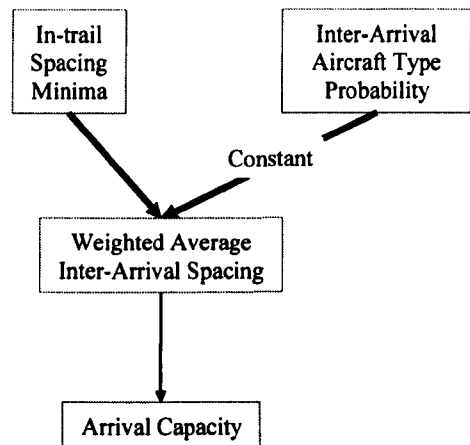 In-trail
Spacing
Minima
Inter-Arrival
Aircraft Type
Probability
Constant
Weighted Average
Inter-Arrival Spacing
Arrival Capacity